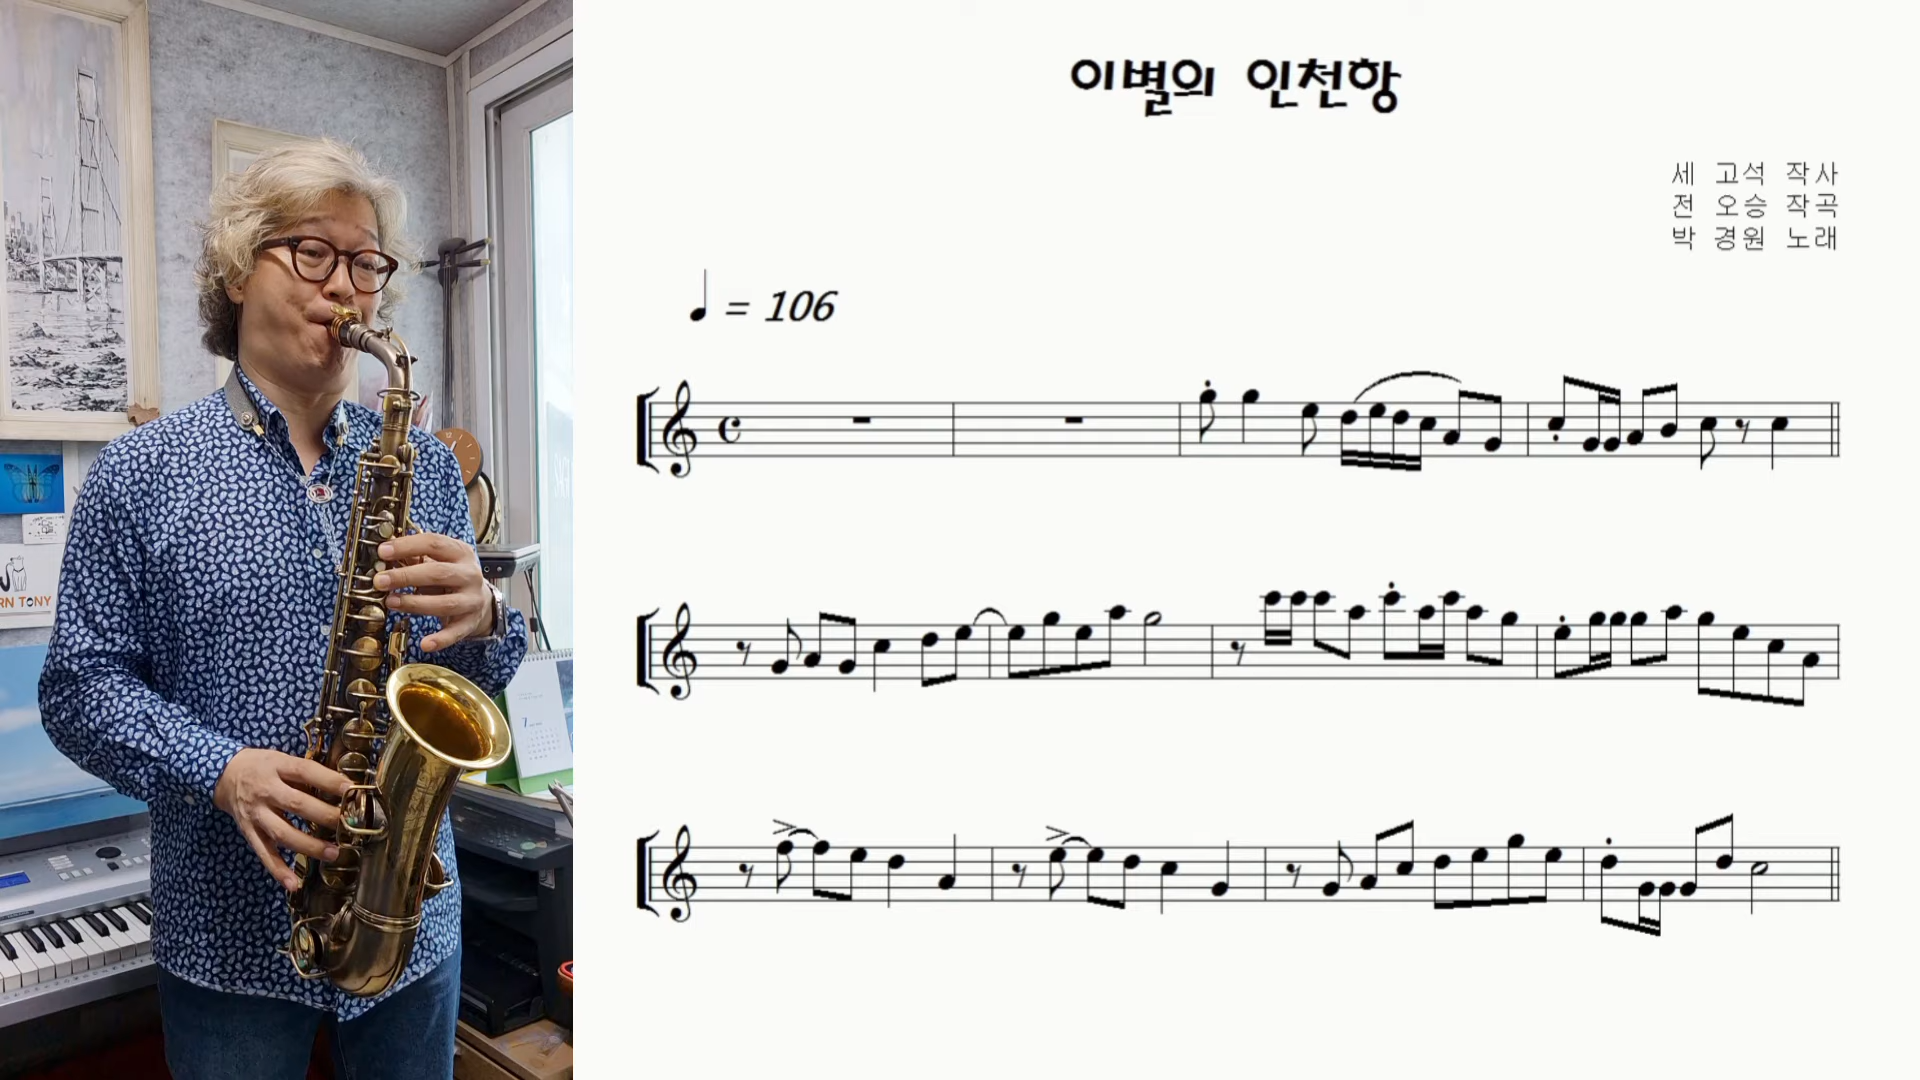 이별의 인천항
세 고석 작사
전 오승 작곡
박 경원 노래
= 106
RN TONY
7